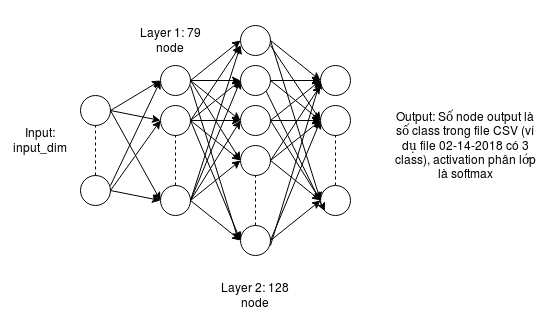 Layer 1: 79
node
Input:
input_dim
Output: Số node output là
số class trong file CSV (ví
dụ file 02-14-2018 có 3
class), activation phân lớp
là softmax
Layer 2: 128
node